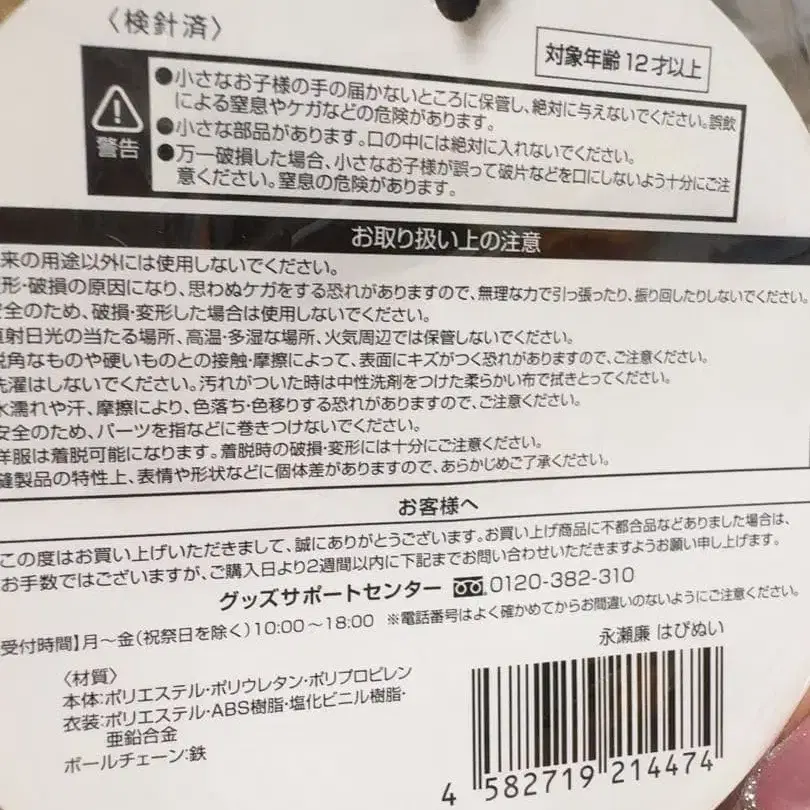 〈検針済〉
対象年齢12才以上
警告
●小さなお子様の手の届かないところに保管し、絶対に与えないでください。誤飲
による窒息やケガなどの危険があります。
●小さな部品があります。口の中には絶対に入れないでください。
●万一破損した場合、小さなお子様が誤って破片などを口にしないよう十分にご注
意ください。窒息の危険があります。
お取り扱い上の注意
来の用途以外には使用しないでください。
形・破損の原因になり、思わぬケガをする恐れがありますので、無理な力で引っ張ったり、振り回したりしないでください。
安全のため、破損・変形した場合は使用しないでください。
直射日光の当たる場所、高温・多湿な場所、火気周辺では保管しないでください。
鋭角なものや硬いものとの接触・摩擦によって、表面にキズがつく恐れがありますので、ご注意ください。
洗濯はしないでください。汚れがついた時は中性洗剤をつけた柔らかい布で拭きとってください。
水濡れや汗、摩擦により、色落ち・色移りする恐れがありますので、ご注意ください。
安全のため、パーツを指などに巻きつけないでください。
洋服は着脱可能になります。着脱時の破損・変形には十分にご注意ください。
縫製品の特性上、表情や形状などに個体差がありますので、あらかじめご了承ください。
お客様へ
この度はお買い上げいただきまして、誠にありがとうございます。お買い上げ商品に不都合品などありました場合は、
お手数ではございますが、ご購入日より2週間以内に下記までお問い合わせいただきますようお願い申し上げます。
グッズサポートセンター 0120-382-310
受付時間】月～金(祝祭日を除く)10:00～18:00 ※電話番号はよく確かめてからお間違いのないようにご注意ください。
永瀬廉 はぴぬい
〈材質〉
本体:ポリエステル・ポリウレタン・ポリプロピレン
衣装:ポリエステル・ABS樹脂・塩化ビニル樹脂・
亜鉛合金
ボールチェーン:鉄
4 582719 214474